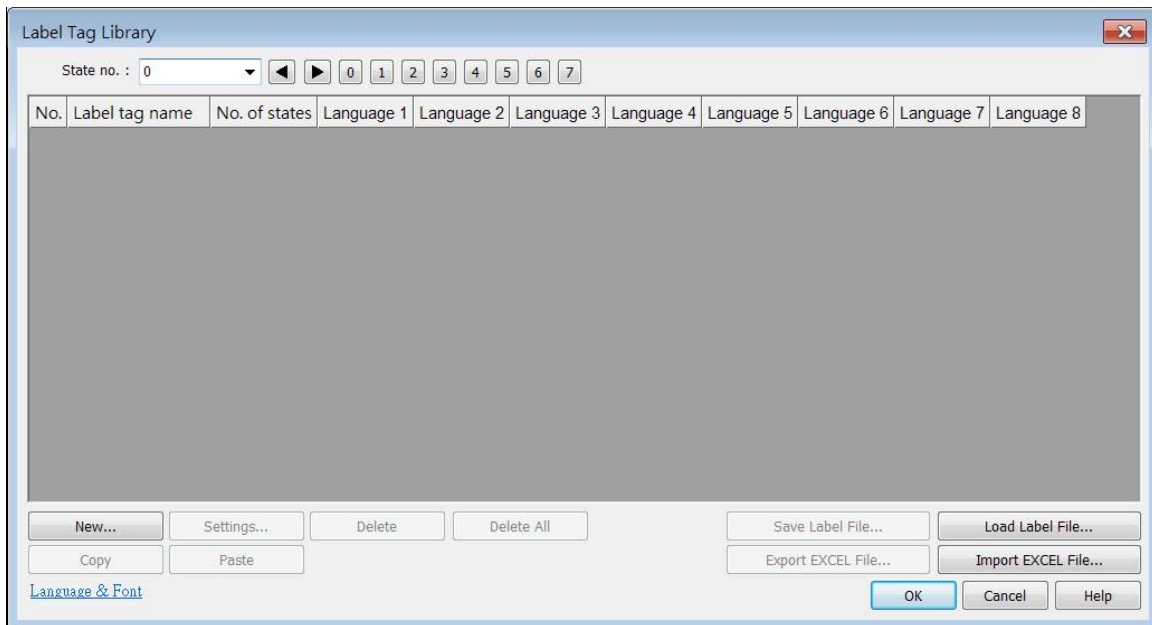 Label Tag Library
State no. : 0 0 1 2 3 4 5 6 7
No. Label tag name No. of states Language 1 Language 2 Language 3 Language 4 Language 5 Language 6 Language 7 Language 8
New... Settings... Delete Delete All Save Label File... Load Label File...
Copy Paste Export EXCEL File... Import EXCEL File...
Language & Font OK Cancel Help